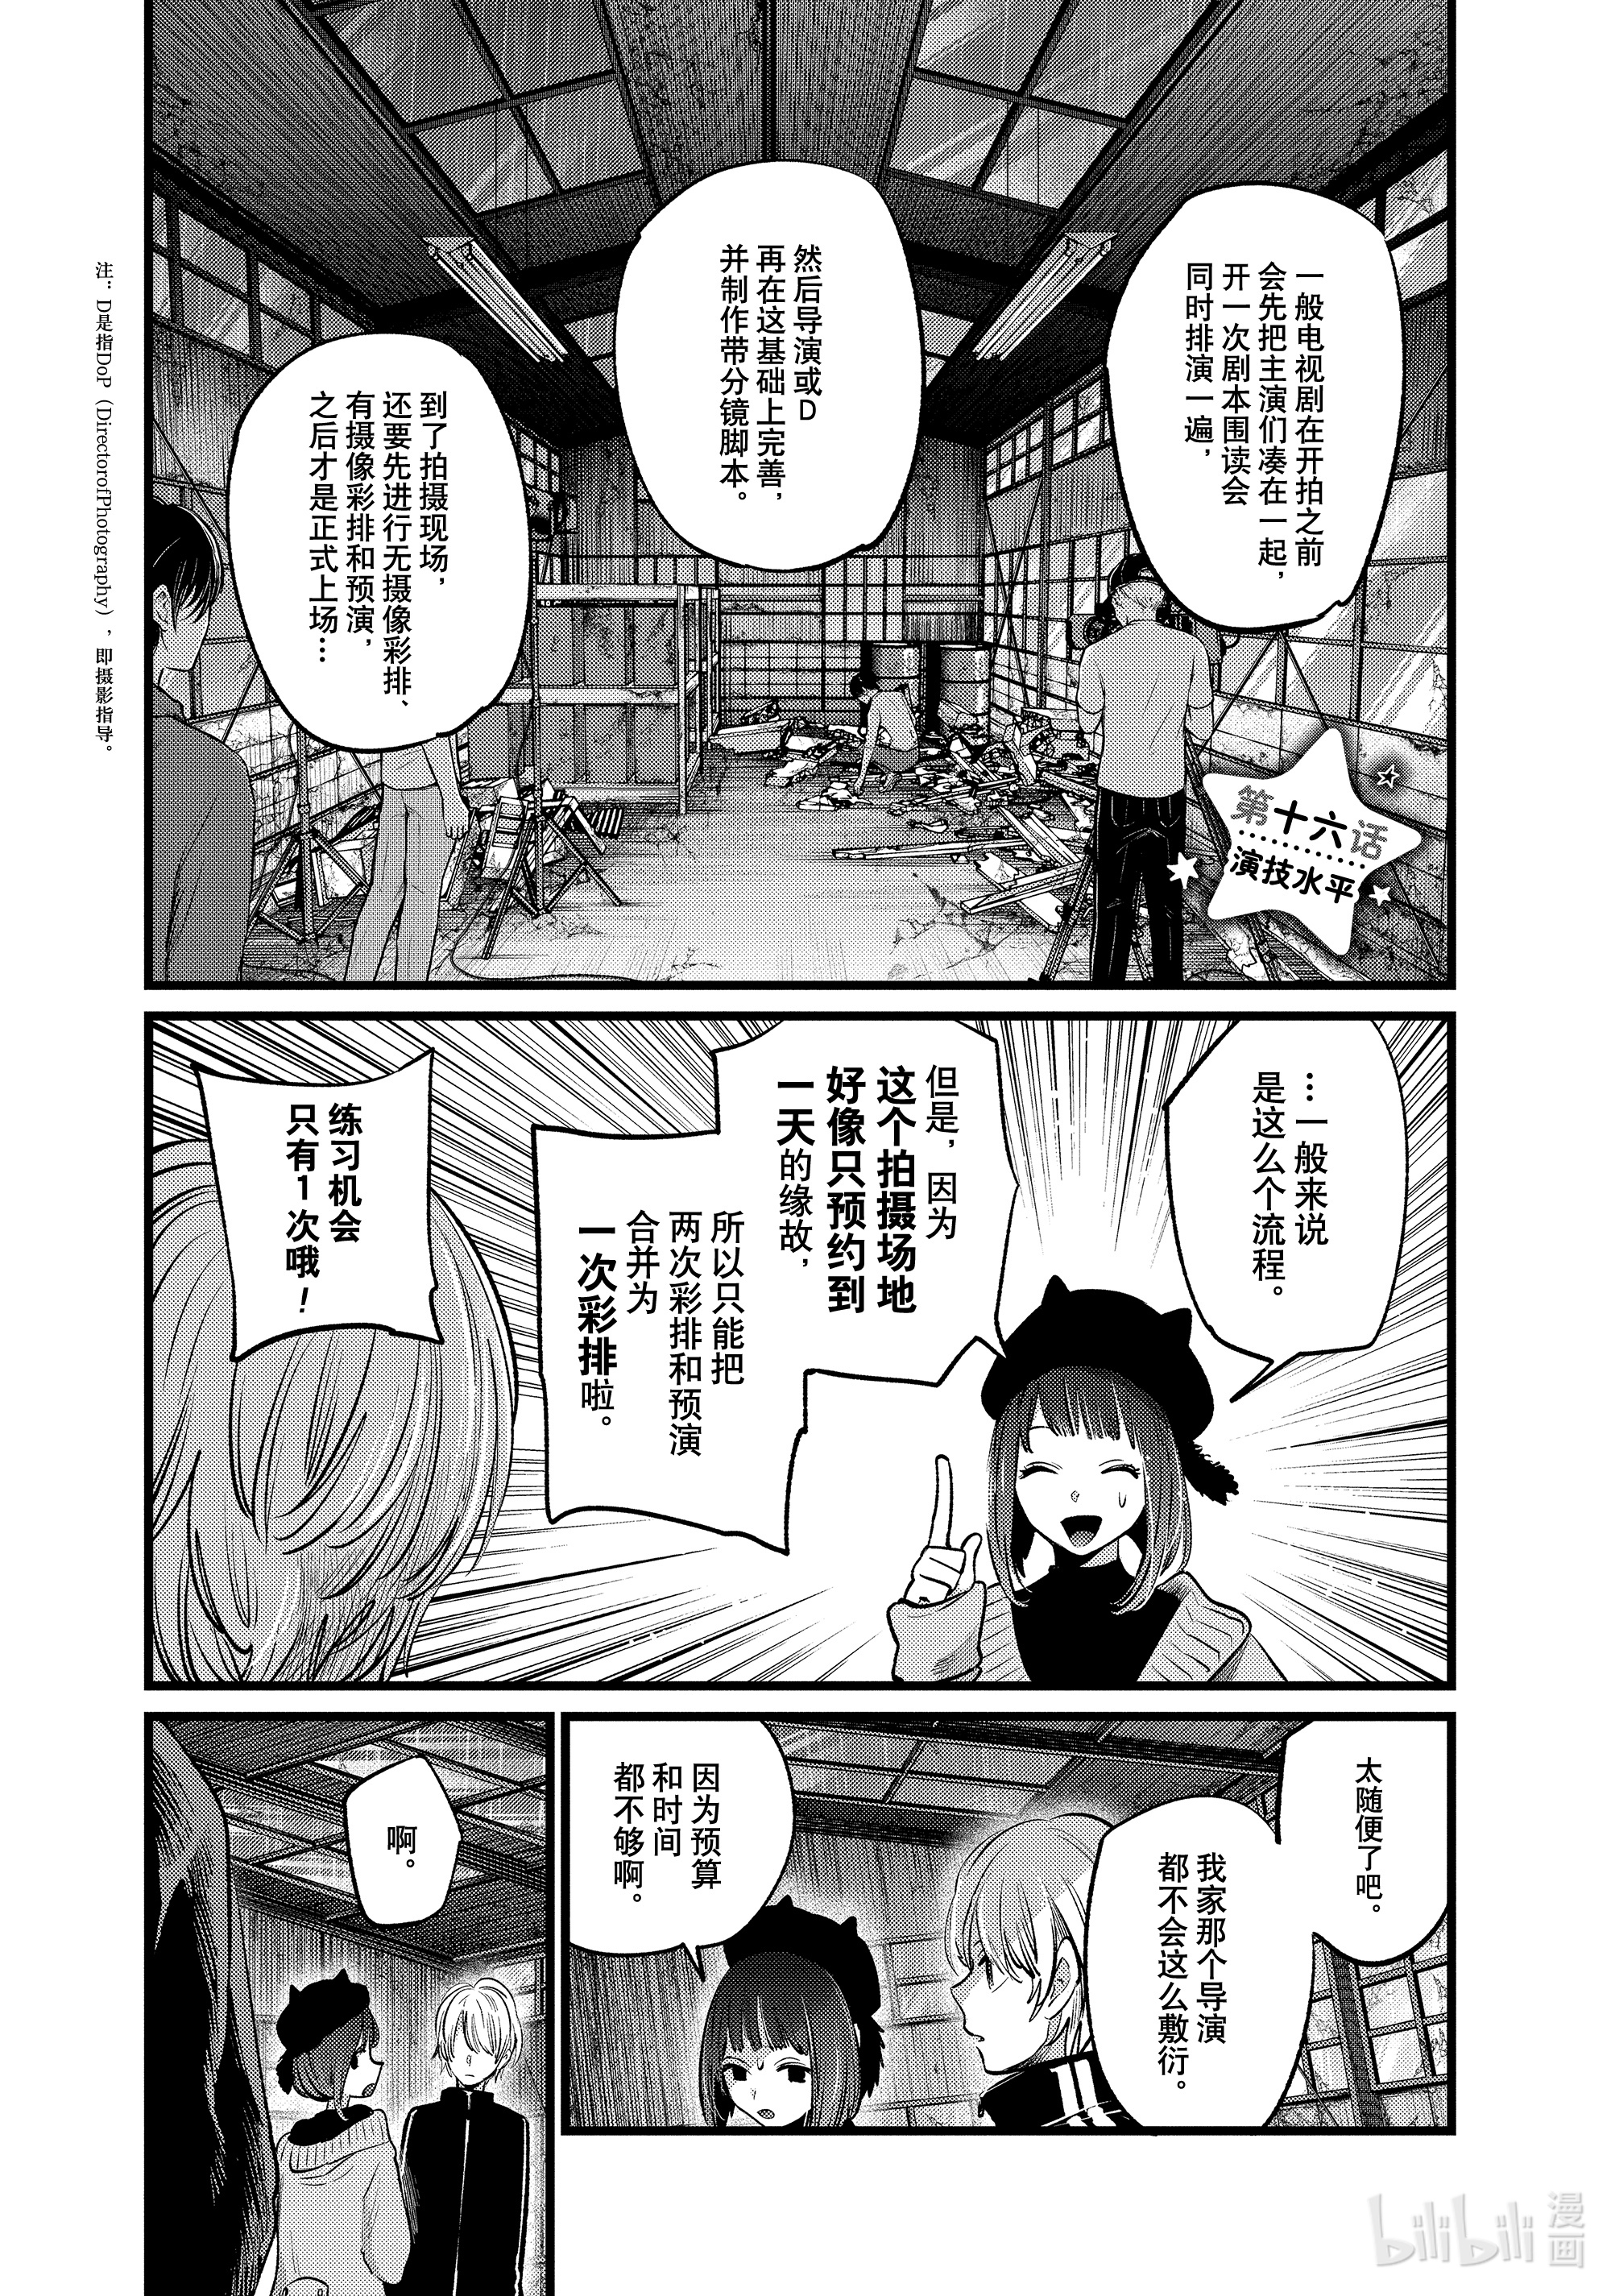 一般电视剧在开拍之前
会先把主演们凑在一起，
开一次剧本围读会
同时排演一遍，
然后导演或D
再在这基础上完善，
并制作带分镜脚本。
到了拍摄现场，
还要先进行无摄像彩排、
有摄像彩排和预演，
之后才是正式上场…
注：D是指DoP（DirectorofPhotography），即摄影指导。
第十六话
演技水平
…一般来说
是这么个流程。
但是，因为
这个拍摄场地
好像只预约到
一天的缘故，
所以只能把
两次彩排和预演
合并为
一次彩排啦。
练习机会
只有1次哦！
太随便了吧。
我家那个导演
都不会这么敷衍。
因为预算
和时间
都不够啊。
啊。
bilibili
漫画